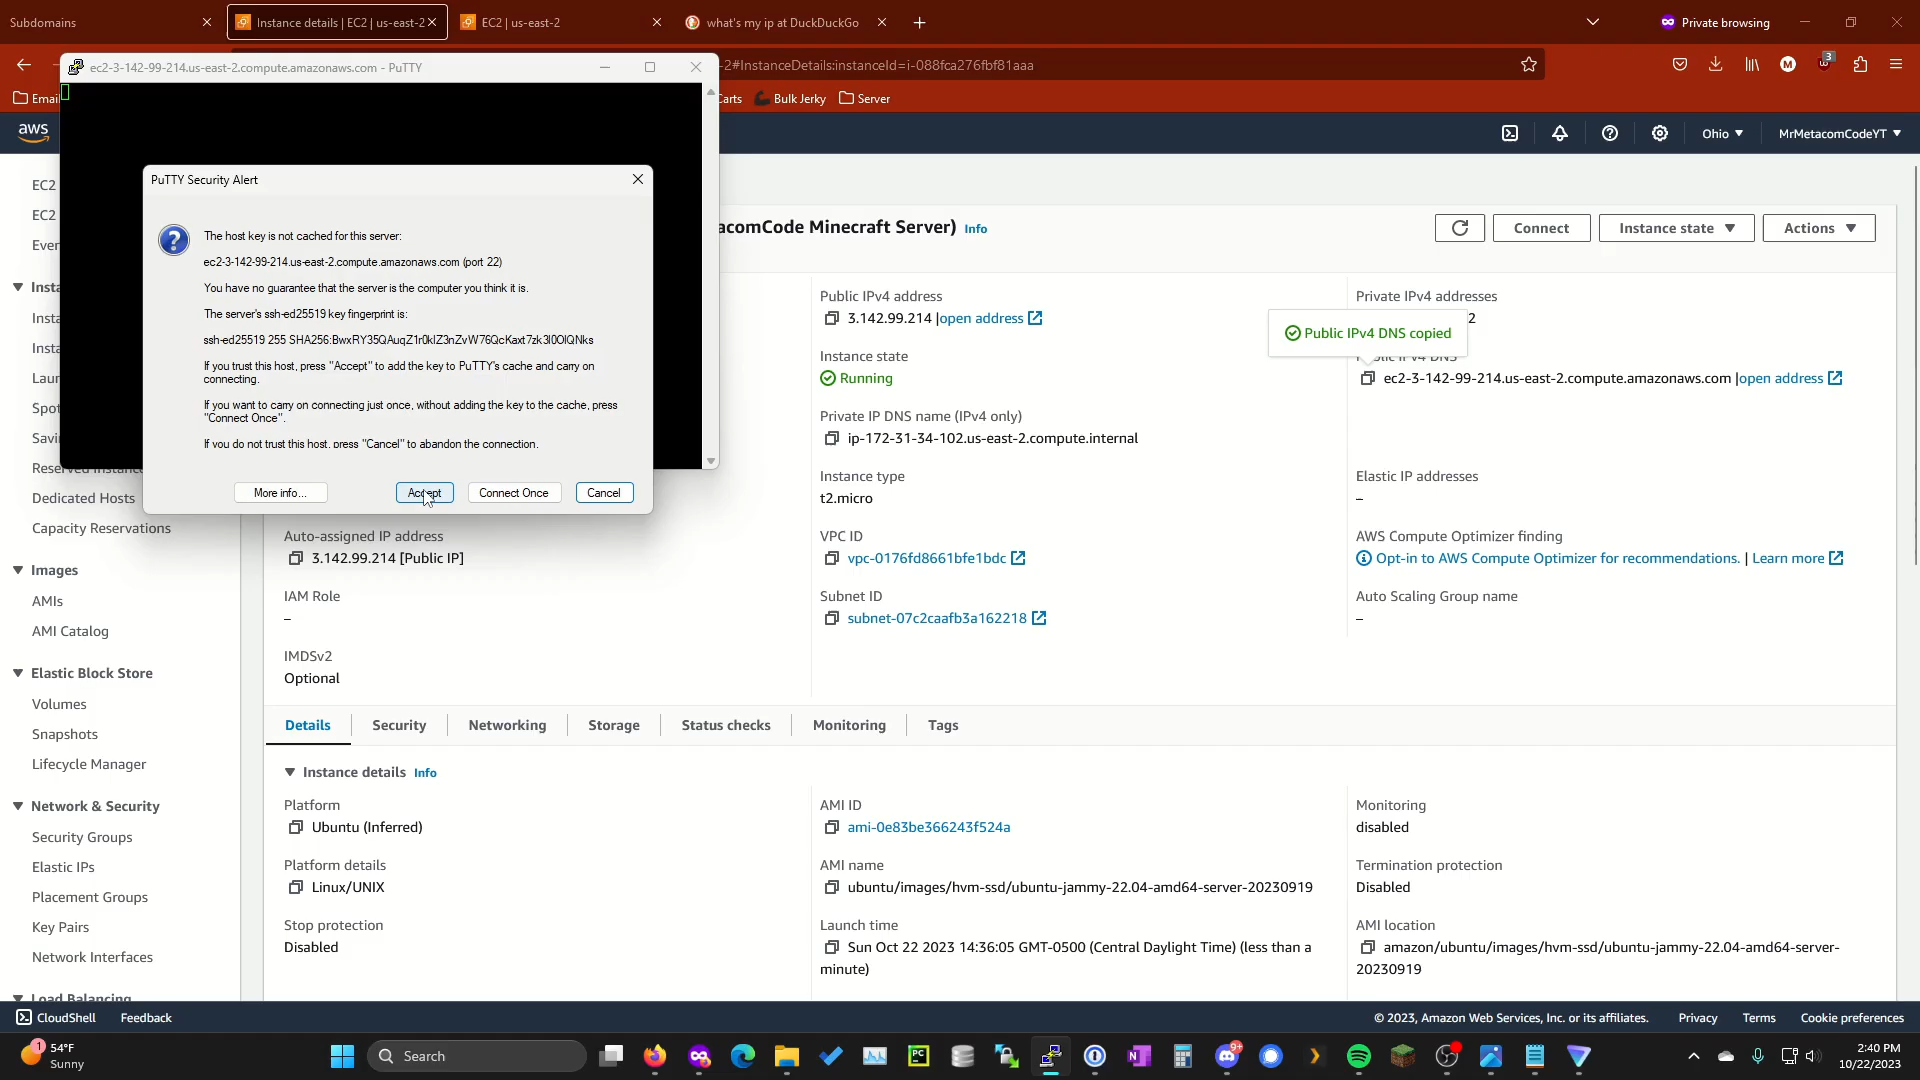 Subdomains
Instance details | EC2 | us-east-2
EC2 | us-east-2
what's my ip at DuckDuckGo
Private browsing
ec2-3-142-99-214.us-east-2.compute.amazonaws.com - PuTTY
-2#InstanceDetails:instanceId=i-088fca276fbf81aaa
3
M
Email
Carts
Bulk Jerky
Server
aws
Ohio
MrMetacomCodeYT
PuTTY Security Alert
The host key is not cached for this server:
ec2-3-142-99-214.us-east-2.compute.amazonaws.com (port 22)
You have no guarantee that the server is the computer you think it is.
The server's ssh-ed25519 key fingerprint is:
If you trust this host, press "Accept" to add the key to PuTTY's cache and carry on
connecting.
If you want to carry on connecting just once, without adding the key to the cache, press
"Connect Once".
If you do not trust this host, press "Cancel" to abandon the connection.
More info...
Accept
Connect Once
Cancel
EC2
EC2
Dedicated Hosts
Capacity Reservations
Images
AMIs
AMI Catalog
Elastic Block Store
Volumes
Snapshots
Lifecycle Manager
Network & Security
Security Groups
Elastic IPs
Placement Groups
Key Pairs
Network Interfaces
Load Balancing
acomCode Minecraft Server) Info
Connect
Instance state
Actions
Public IPv4 address
3.142.99.214 |open address
Private IPv4 addresses
2
Public IPv4 DNS copied
Instance state
Running
Public IPv4 DNS
ec2-3-142-99-214.us-east-2.compute.amazonaws.com |open address
Private IP DNS name (IPv4 only)
ip-172-31-34-102.us-east-2.compute.internal
Instance type
t2.micro
Elastic IP addresses
–
Auto-assigned IP address
3.142.99.214 [Public IP]
VPC ID
vpc-0176fd8661bfe1bdc
AWS Compute Optimizer finding
Opt-in to AWS Compute Optimizer for recommendations. | Learn more
IAM Role
–
Subnet ID
subnet-07c2caafb3a162218
Auto Scaling Group name
–
IMDSv2
Optional
Details
Security
Networking
Storage
Status checks
Monitoring
Tags
Instance details Info
Platform
Ubuntu (Inferred)
AMI ID
ami-0e83be366243f524a
Monitoring
disabled
Platform details
Linux/UNIX
AMI name
ubuntu/images/hvm-ssd/ubuntu-jammy-22.04-amd64-server-20230919
Termination protection
Disabled
Stop protection
Disabled
Launch time
Sun Oct 22 2023 14:36:05 GMT-0500 (Central Daylight Time) (less than a
minute)
AMI location
amazon/ubuntu/images/hvm-ssd/ubuntu-jammy-22.04-amd64-server-
20230919
CloudShell
Feedback
© 2023, Amazon Web Services, Inc. or its affiliates.
Privacy
Terms
Cookie preferences
1
54°F
Sunny
Search
PC
9+
2:40 PM
10/22/2023